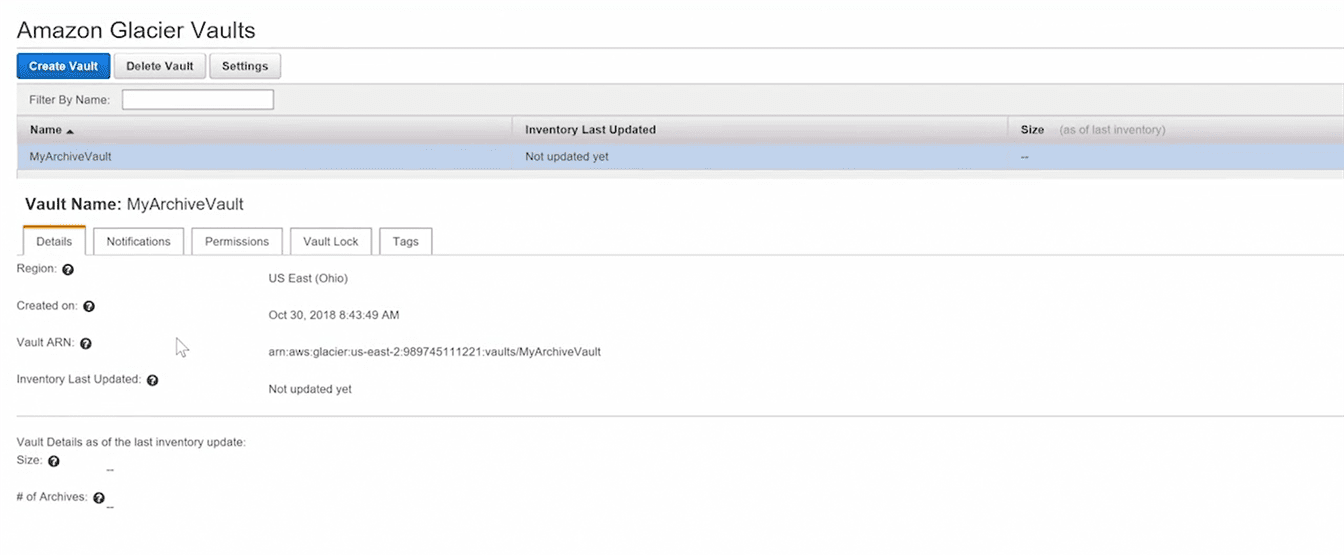 Amazon Glacier Vaults
Create Vault Delete Vault Settings
Filter By Name:
Name Inventory Last Updated Size (as of last inventory)
MyArchiveVault Not updated yet --
Vault Name: MyArchiveVault
Details Notifications Permissions Vault Lock Tags
Region: ?
US East (Ohio)
Created on: ?
Oct 30, 2018 8:43:49 AM
Vault ARN: ?
arn:aws:glacier:us-east-2:989745111221:vaults/MyArchiveVault
Inventory Last Updated: ?
Not updated yet
Vault Details as of the last inventory update:
Size: ? --
# of Archives: ? --